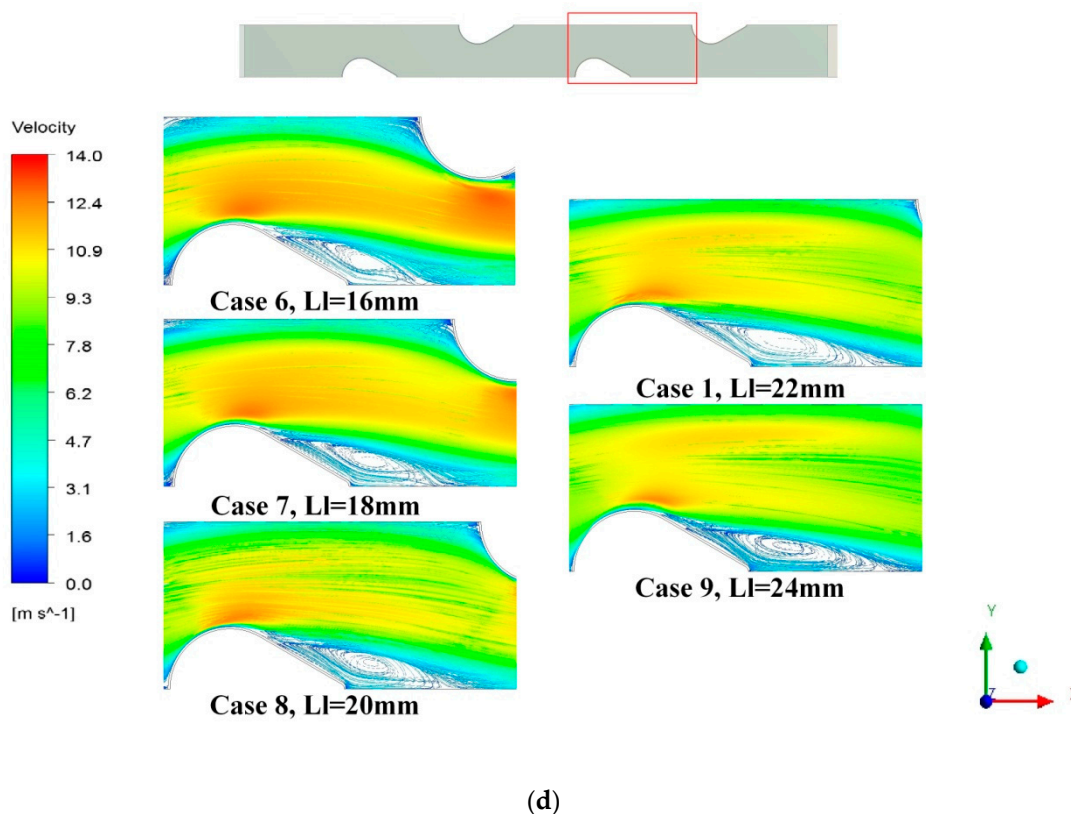 Velocity
14.0
12.4
10.9
9.3
7.8
6.2
4.7
3.1
1.6
0.0
[m s^-1]
Case 6, Ll=16mm
Case 7, Ll=18mm
Case 8, Ll=20mm
Case 1, Ll=22mm
Case 9, Ll=24mm
Y
Z
(d)